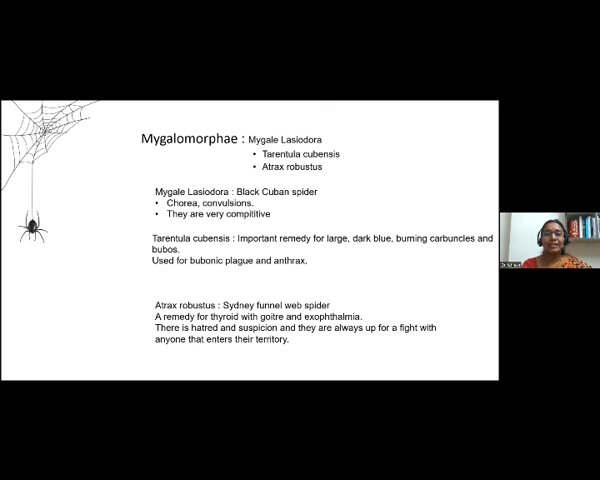 Mygalomorphae : Mygale Lasiodora
• Tarentula cubensis
• Atrax robustus
Mygale Lasiodora : Black Cuban spider
• Chorea, convulsions.
• They are very compititive
Tarentula cubensis : Important remedy for large, dark blue, burning carbuncles and
bubos.
Used for bubonic plague and anthrax.
Atrax robustus : Sydney funnel web spider
A remedy for thyroid with goitre and exophthalmia.
There is hatred and suspicion and they are always up for a fight with
anyone that enters their territory.